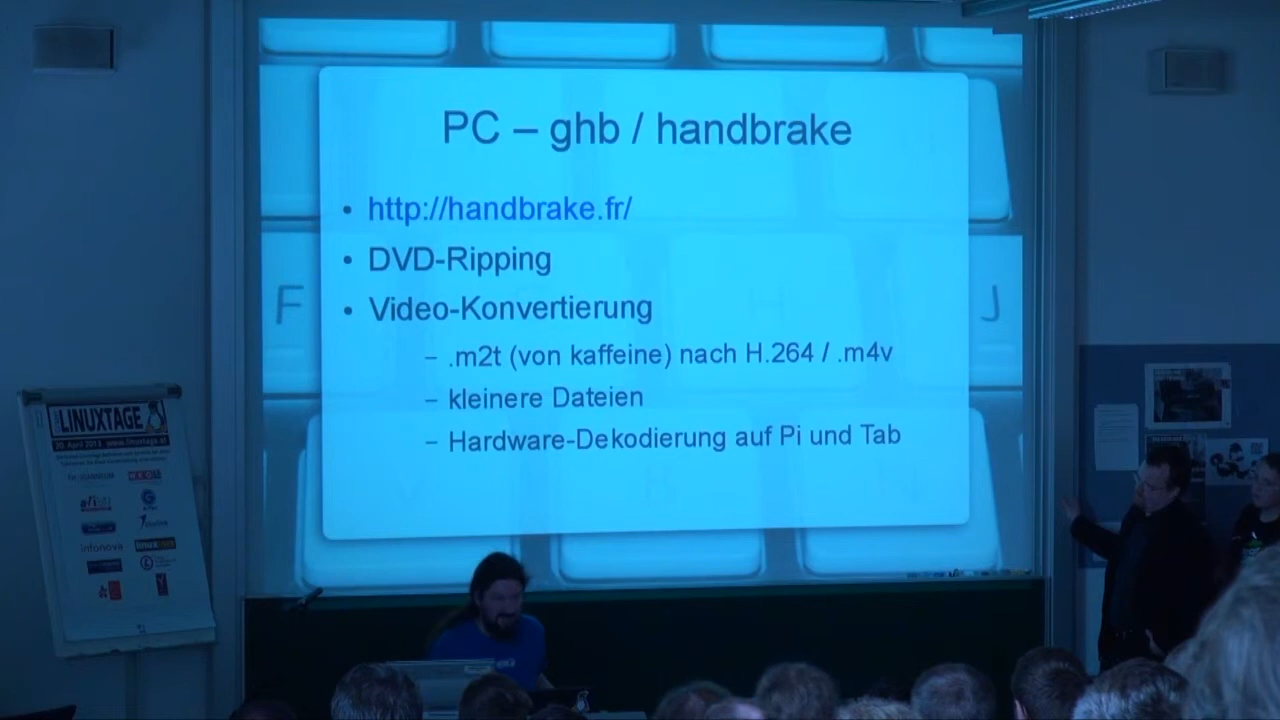 PC – ghb / handbrake
• http://handbrake.fr/
• DVD-Ripping
• Video-Konvertierung
– .m2t (von kaffeine) nach H.264 / .m4v
– kleinere Dateien
– Hardware-Dekodierung auf Pi und Tab
F
J
LINUXTAGE
infonova